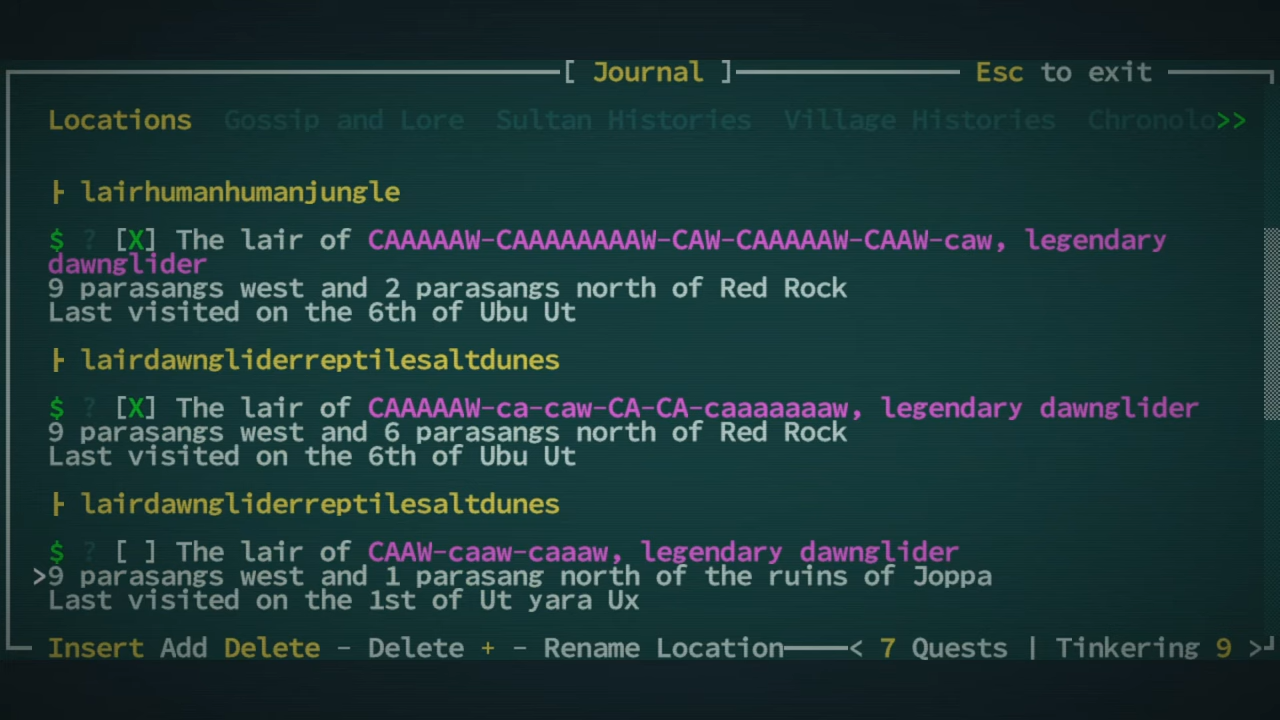 [ Journal ] Esc to exit
Locations Gossip and Lore Sultan Histories Village Histories Chronolo>>
├ lairhumanhumanjungle
$ ? [X] The lair of CAAAAAW-CAAAAAAAAW-CAW-CAAAAAW-CAAW-caw, legendary
dawnglider
9 parasangs west and 2 parasangs north of Red Rock
Last visited on the 6th of Ubu Ut
├ lairdawngliderreptilesaltdunes
$ ? [X] The lair of CAAAAAW-ca-caw-CA-CA-caaaaaaaw, legendary dawnglider
9 parasangs west and 6 parasangs north of Red Rock
Last visited on the 6th of Ubu Ut
├ lairdawngliderreptilesaltdunes
$ ? [ ] The lair of CAAW-caaw-caaaw, legendary dawnglider
>9 parasangs west and 1 parasang north of the ruins of Joppa
Last visited on the 1st of Ut yara Ux
Insert Add Delete - Delete + - Rename Location < 7 Quests | Tinkering 9 >